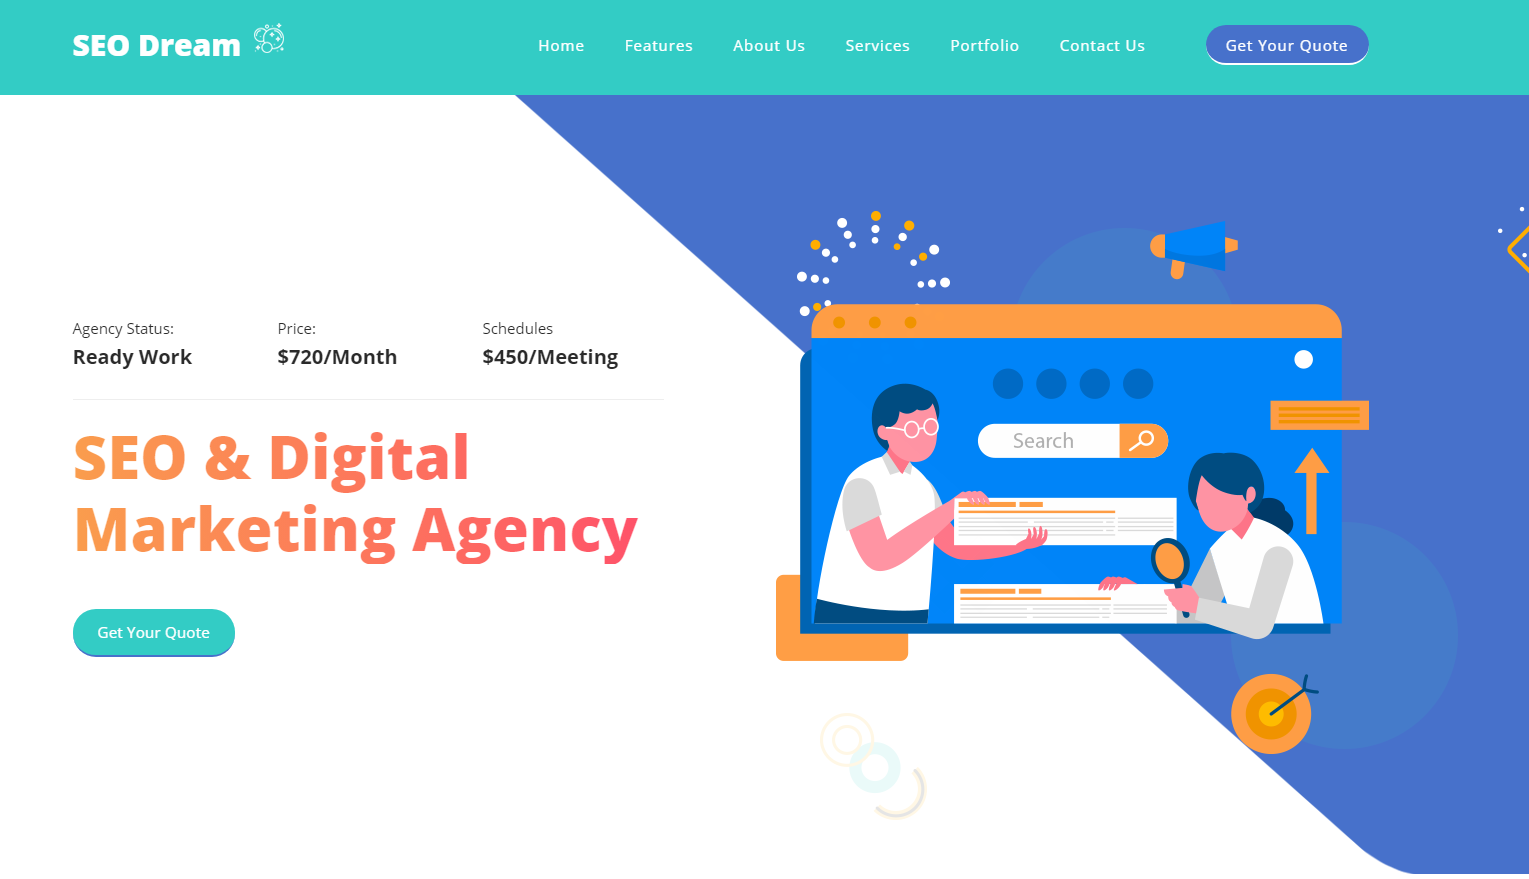 SEO Dream
Home
Features
About Us
Services
Portfolio
Contact Us
Get Your Quote
Agency Status:
Ready Work
Price:
$720/Month
Schedules
$450/Meeting
SEO & Digital
Marketing Agency
Get Your Quote
Search